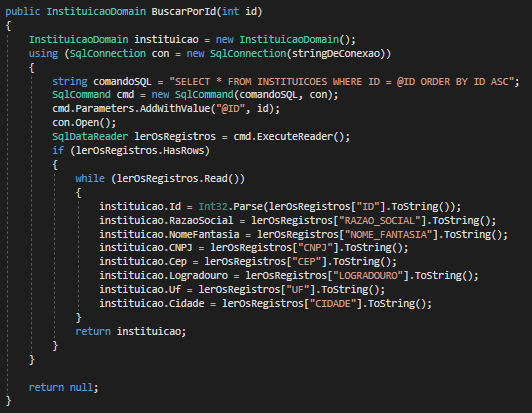 public InstituicaoDomain BuscarPorId(int id)
{
    InstituicaoDomain instituicao = new InstituicaoDomain();
    using (SqlConnection con = new SqlConnection(stringDeConexao))
    {
        string comandoSQL = "SELECT * FROM INSTITUICOES WHERE ID = @ID ORDER BY ID ASC";
        SqlCommand cmd = new SqlCommand(comandoSQL, con);
        cmd.Parameters.AddWithValue("@ID", id);
        con.Open();
        SqlDataReader lerOsRegistros = cmd.ExecuteReader();
        if (lerOsRegistros.HasRows)
        {
            while (lerOsRegistros.Read())
            {
                instituicao.Id = Int32.Parse(lerOsRegistros["ID"].ToString());
                instituicao.RazaoSocial = lerOsRegistros["RAZAO_SOCIAL"].ToString();
                instituicao.NomeFantasia = lerOsRegistros["NOME_FANTASIA"].ToString();
                instituicao.CNPJ = lerOsRegistros["CNPJ"].ToString();
                instituicao.Cep = lerOsRegistros["CEP"].ToString();
                instituicao.Logradouro = lerOsRegistros["LOGRADOURO"].ToString();
                instituicao.Uf = lerOsRegistros["UF"].ToString();
                instituicao.Cidade = lerOsRegistros["CIDADE"].ToString();
            }
            return instituicao;
        }
    }
    return null;
}